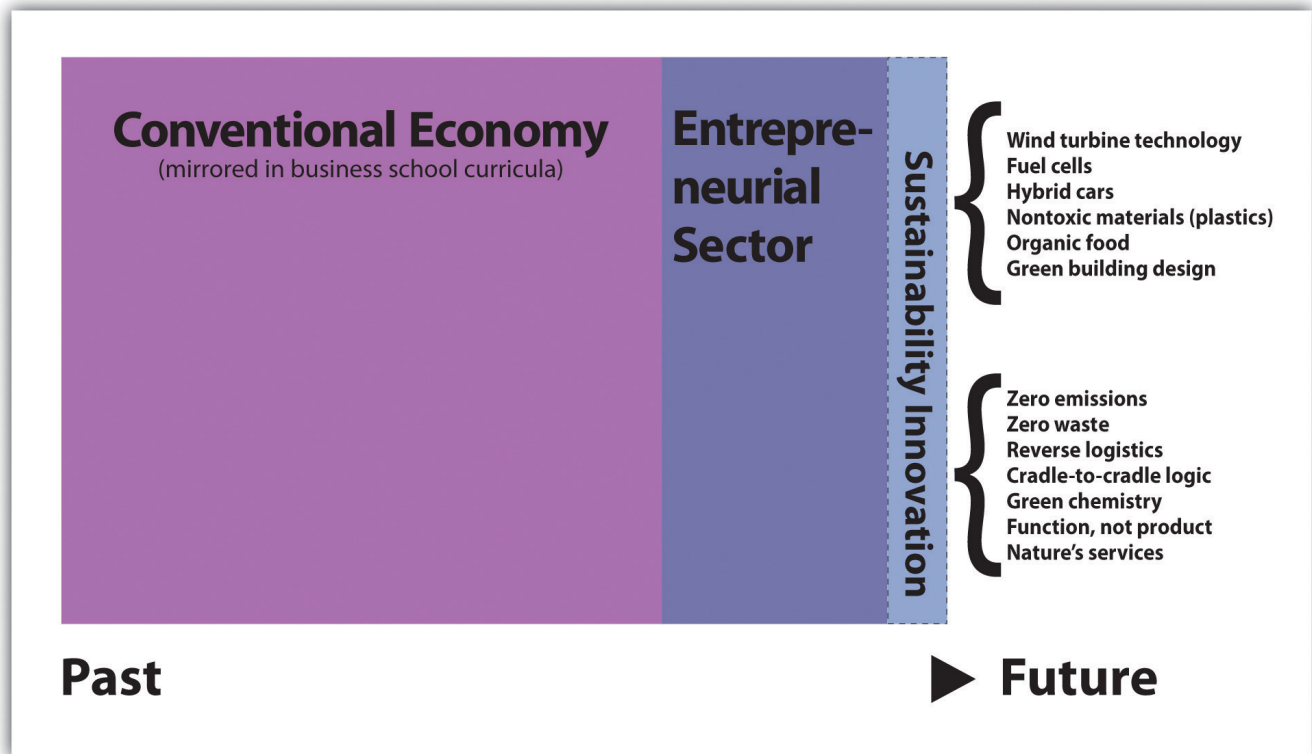 Conventional Economy
(mirrored in business school curricula)
Entrepre-
neurial
Sector
Sustainability Innovation
Wind turbine technology
Fuel cells
Hybrid cars
Nontoxic materials (plastics)
Organic food
Green building design
Zero emissions
Zero waste
Reverse logistics
Cradle-to-cradle logic
Green chemistry
Function, not product
Nature’s services
Past
Future